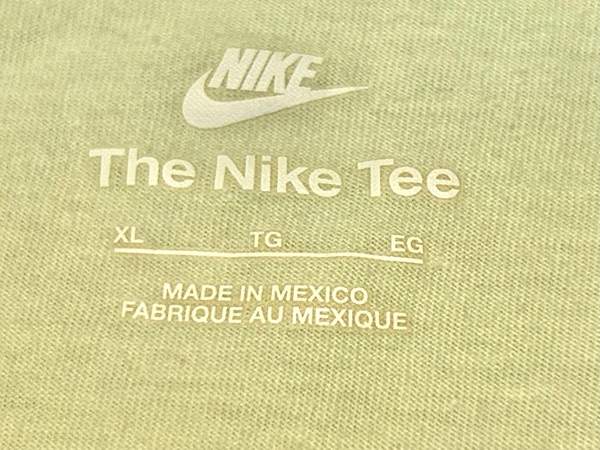 NIKE
The Nike Tee
XL TG EG
MADE IN MEXICO
FABRIQUE AU MEXIQUE